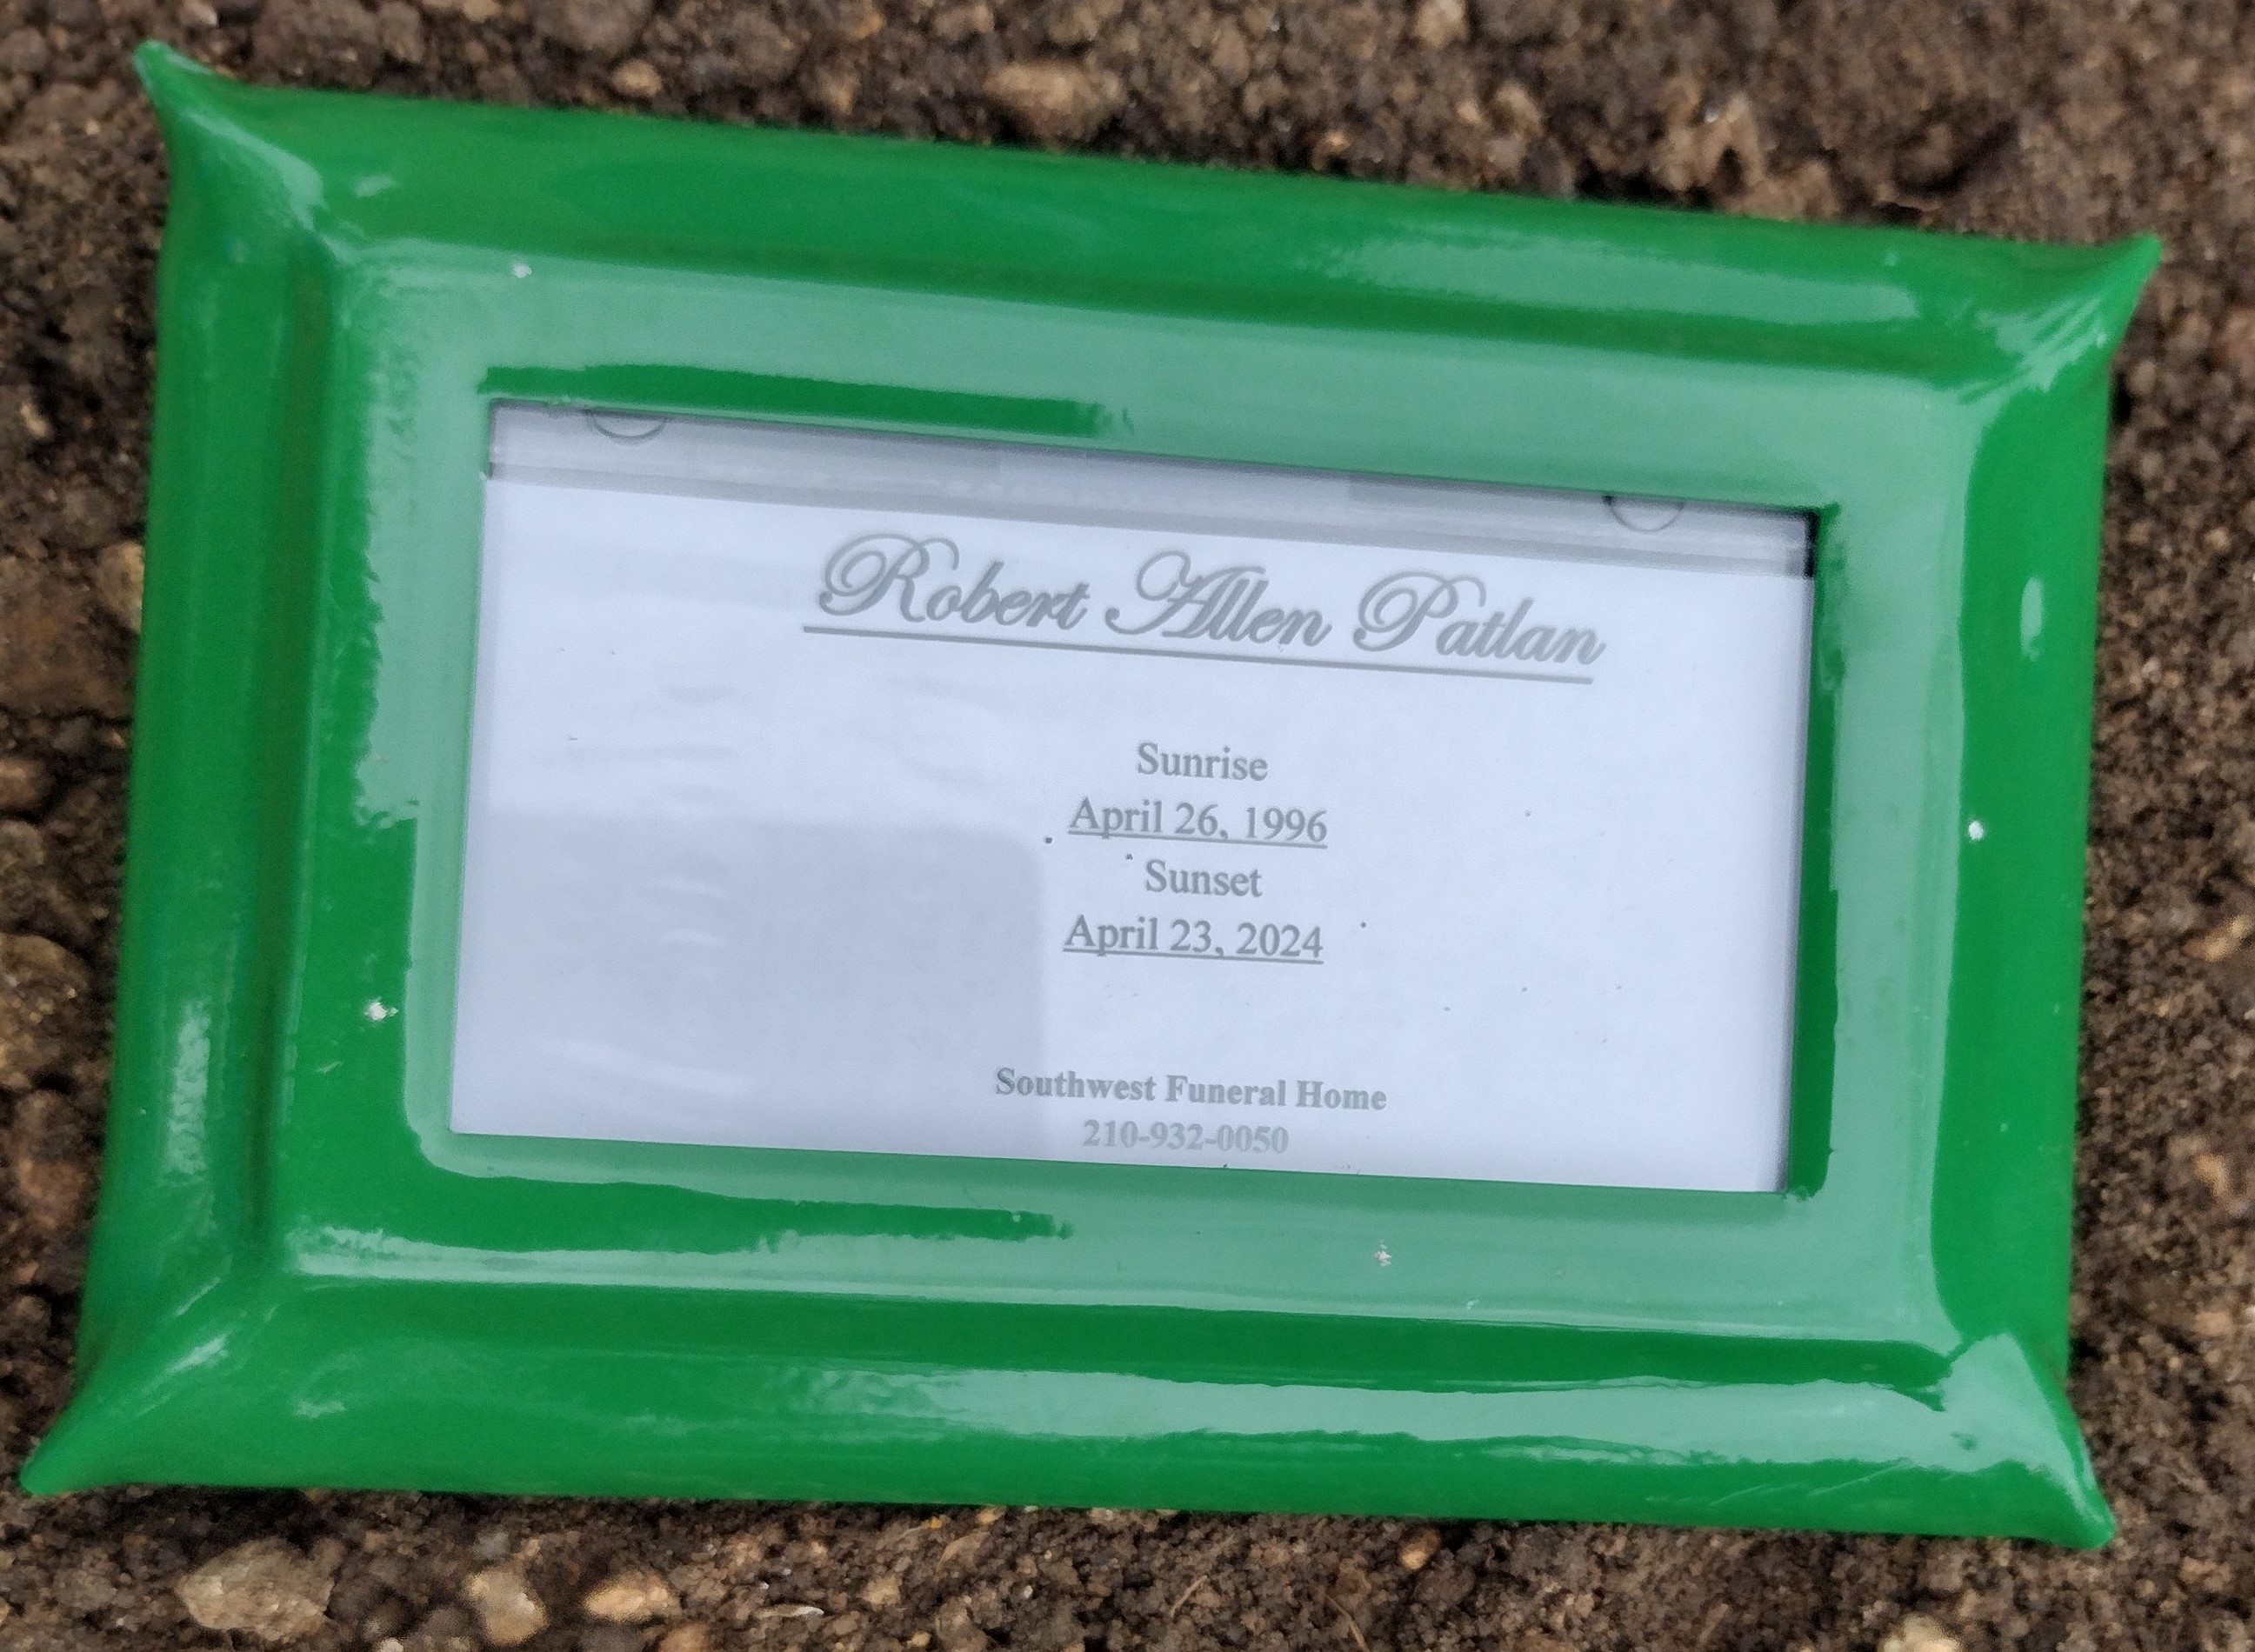 Robert Allen Patlan
Sunrise
April 26, 1996
Sunset
April 23, 2024
Southwest Funeral Home
210-932-0050